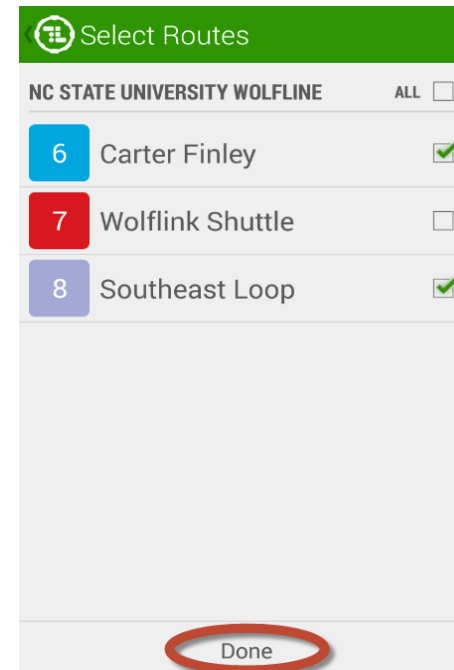 Select Routes
NC STATE UNIVERSITY WOLFLINE ALL
6 Carter Finley
7 Wolflink Shuttle
8 Southeast Loop
Done